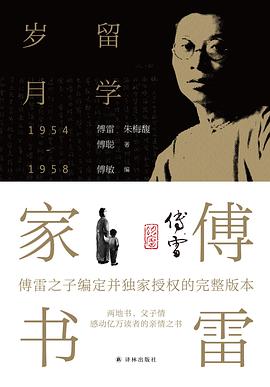 留学
岁月
1954
-
1958
傅雷 朱梅馥
傅聪 著
傅敏 编
傅雷
家书
傅雷
傅雷之子编定并独家授权的完整版本
两地书，父子情
感动亿万读者的亲情之书
译林出版社